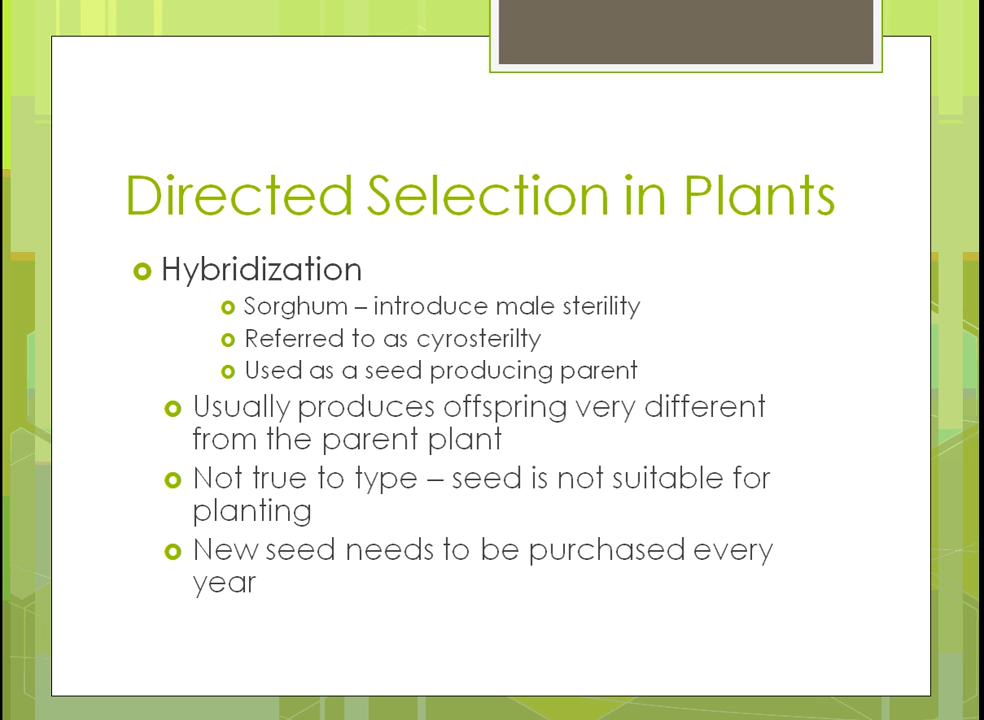 Directed Selection in Plants
Hybridization
Sorghum – introduce male sterility
Referred to as cyrosterilty
Used as a seed producing parent
Usually produces offspring very different
from the parent plant
Not true to type – seed is not suitable for
planting
New seed needs to be purchased every
year